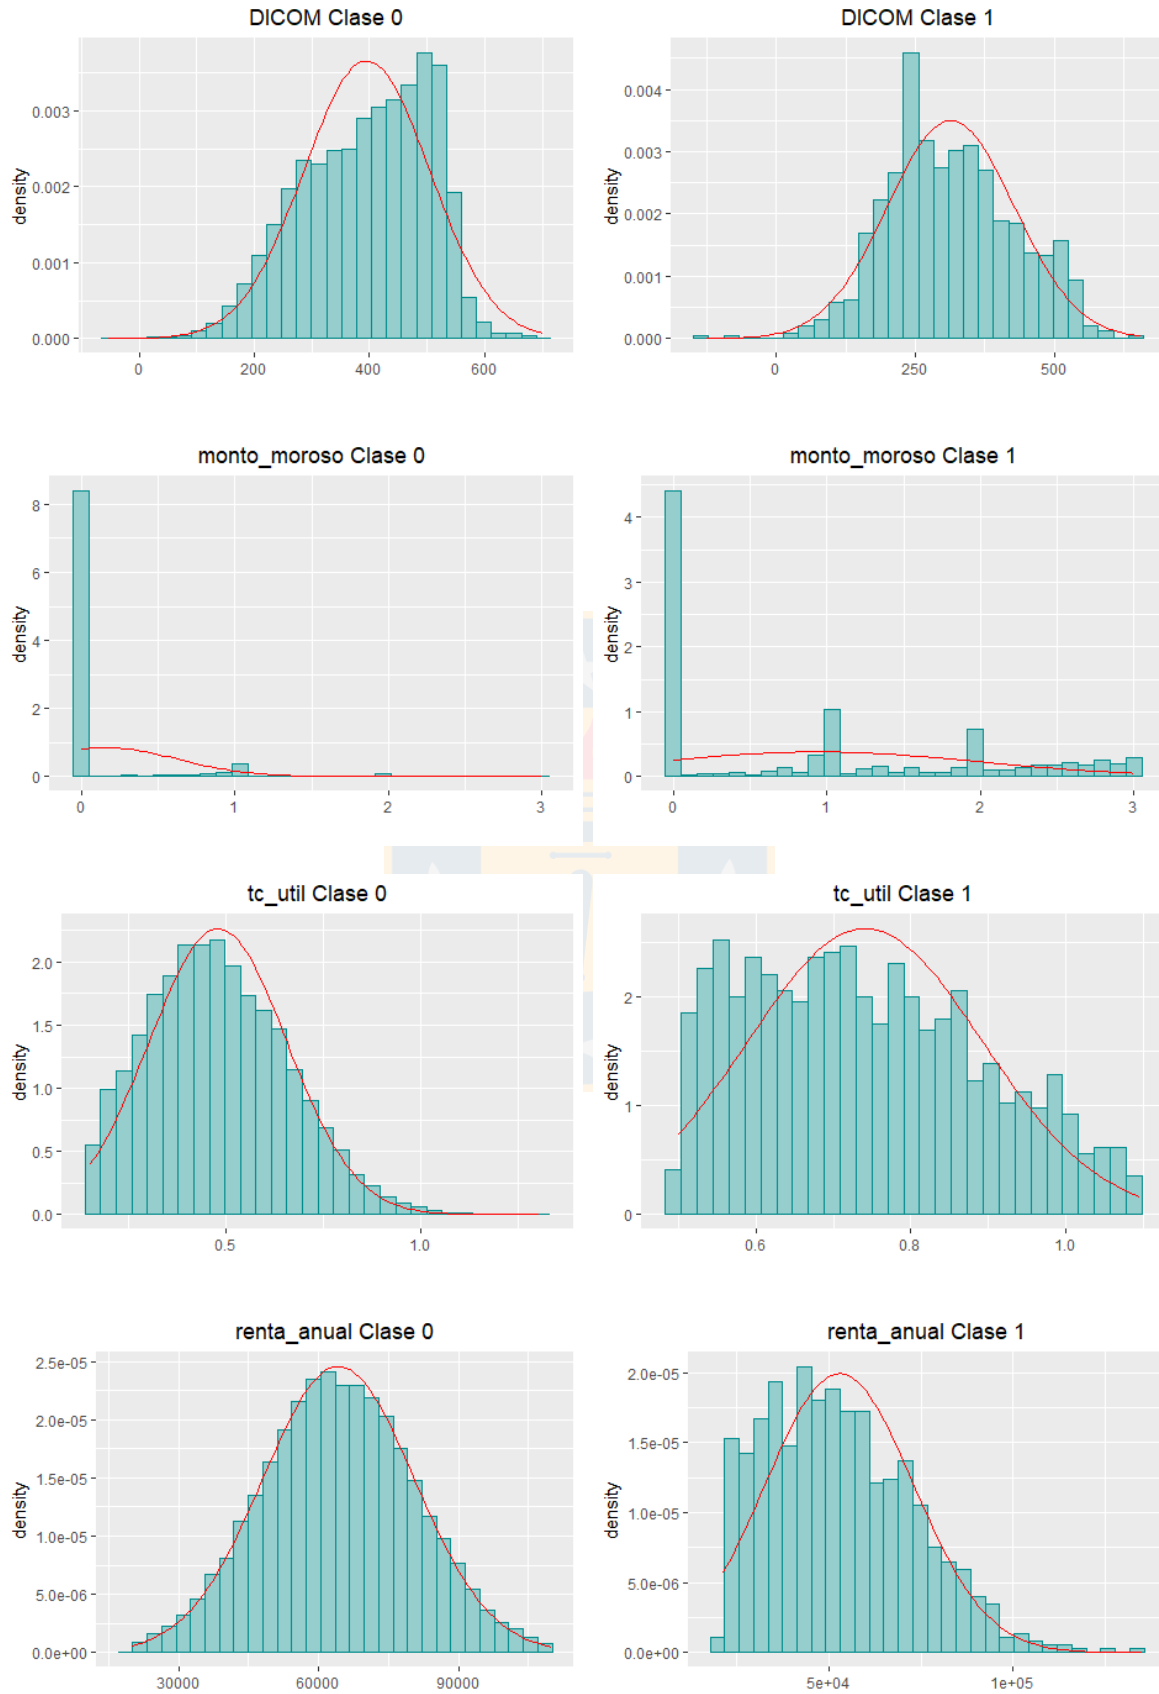 DICOM Clase 0
DICOM Clase 1
density
0.003
0.002
0.001
0.000
0
200
400
600
density
0.004
0.003
0.002
0.001
0.000
0
250
500
monto_moroso Clase 0
monto_moroso Clase 1
density
8
6
4
2
0
0
1
2
3
density
4
3
2
1
0
0
1
2
3
tc_util Clase 0
tc_util Clase 1
density
2.0
1.5
1.0
0.5
0.0
0.5
1.0
density
2
1
0
0.6
0.8
1.0
renta_anual Clase 0
renta_anual Clase 1
density
2.5e-05
2.0e-05
1.5e-05
1.0e-05
5.0e-06
0.0e+00
30000
60000
90000
density
2.0e-05
1.5e-05
1.0e-05
5.0e-06
0.0e+00
5e+04
1e+05